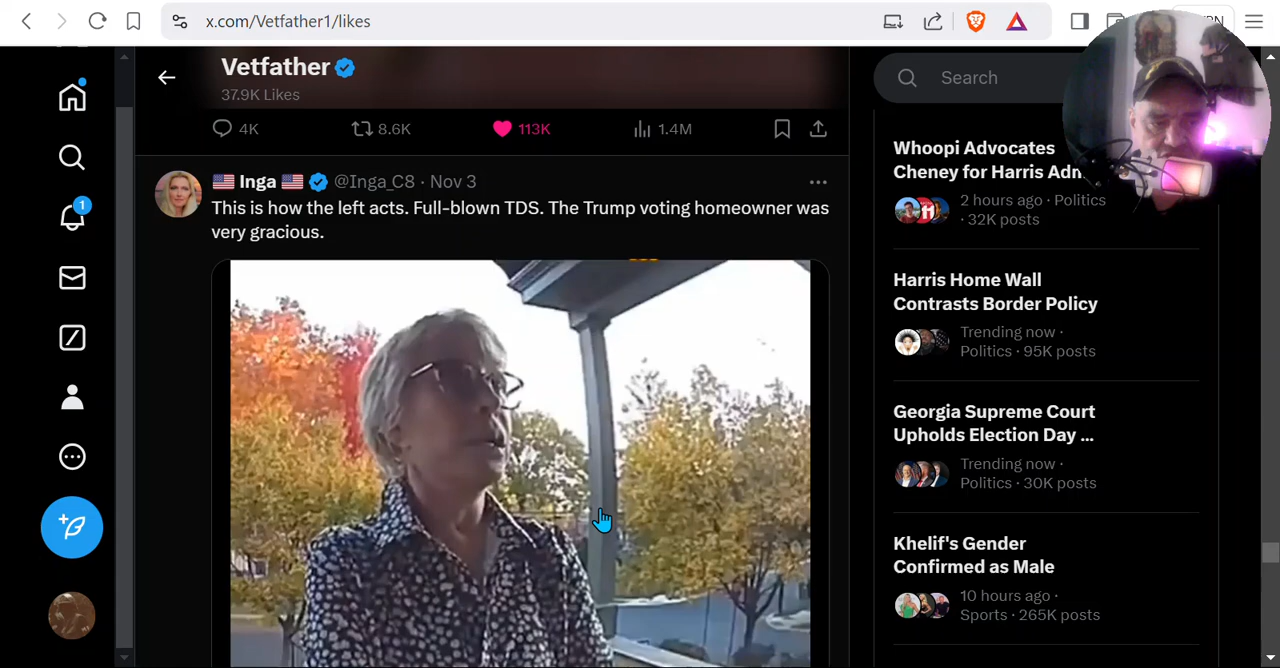 x.com/Vetfather1/likes
Vetfather
37.9K Likes
4K 8.6K 113K 1.4M
Inga @Inga_C8 · Nov 3
This is how the left acts. Full-blown TDS. The Trump voting homeowner was
very gracious.
1
Search
Whoopi Advocates
Cheney for Harris
2 hours ago · Politics
· 32K posts
Harris Home Wall
Contrasts Border Policy
Trending now ·
Politics · 95K posts
Georgia Supreme Court
Upholds Election Day ...
Trending now ·
Politics · 30K posts
Khelif's Gender
Confirmed as Male
10 hours ago ·
Sports · 265K posts